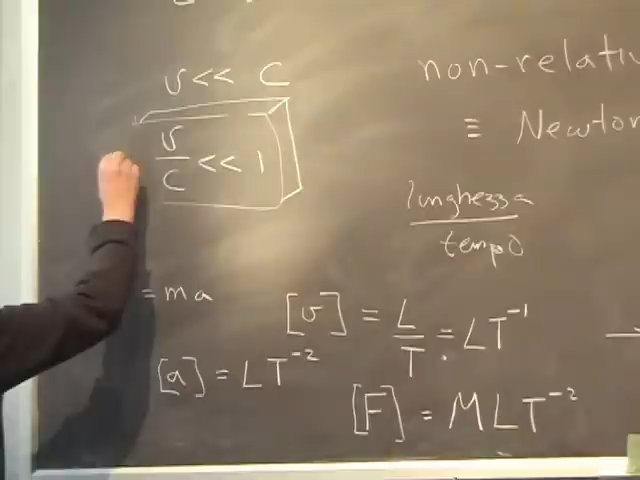 v << c
v/c << 1
non-relati
≡ Newton
lunghezza
tempo
= ma
[v] = L/T = LT⁻¹
[a] = LT⁻²
[F] = MLT⁻²